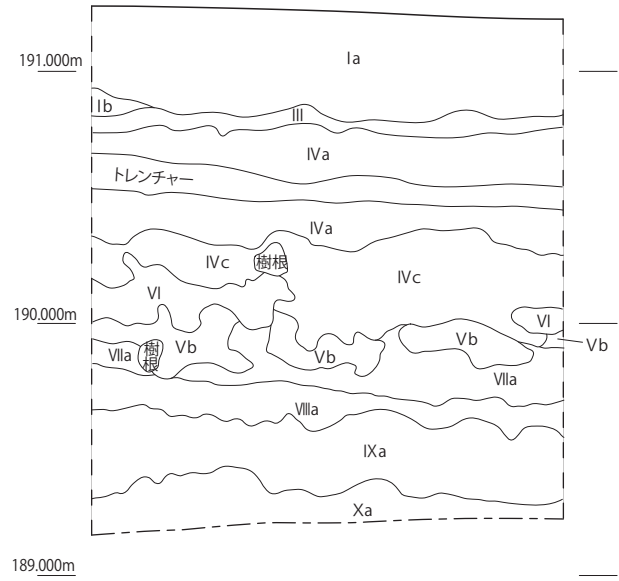 191.000m
Ia
Ib
III
IVa
トレンチャー
IVa
IVc
樹根
IVc
VI
190.000m
VI
Vb
Vb
Vb
Vb
VIIa
樹根
VIIa
VIIIa
IXa
Xa
189.000m